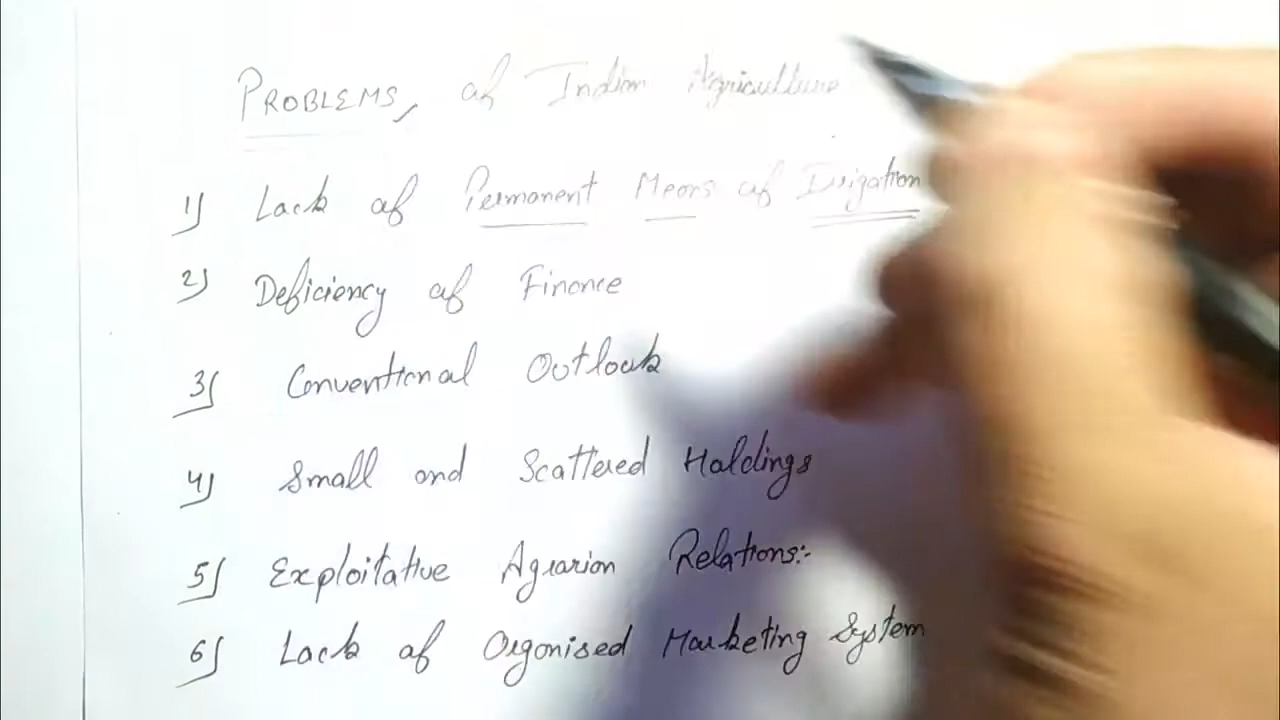 PROBLEMS, of Indian Agriculture
1) Lack of Permanent Means of Irigation
2) Deficiency of Finance
3) Conventional Outlook
4) Small and Scattered Holdings
5) Exploitative Agrarian Relations:-
6) Lack of Organised Marketing System